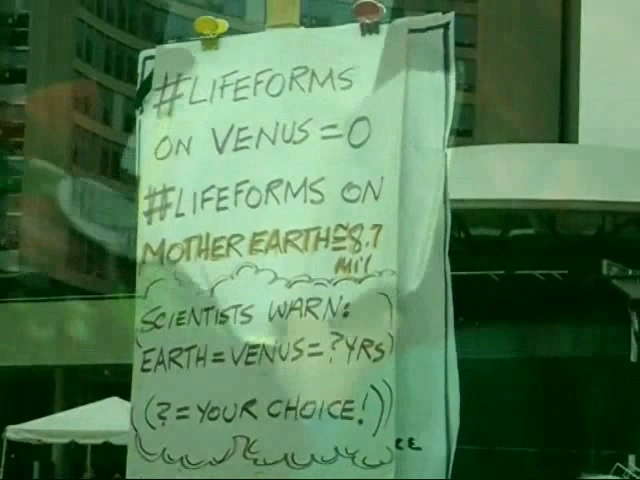 #LIFEFORMS
ON VENUS=0
#LIFEFORMS ON
MOTHER EARTH≅8.7
MIL
SCIENTISTS WARN:
EARTH=VENUS=?YRS
(?=YOUR CHOICE!)